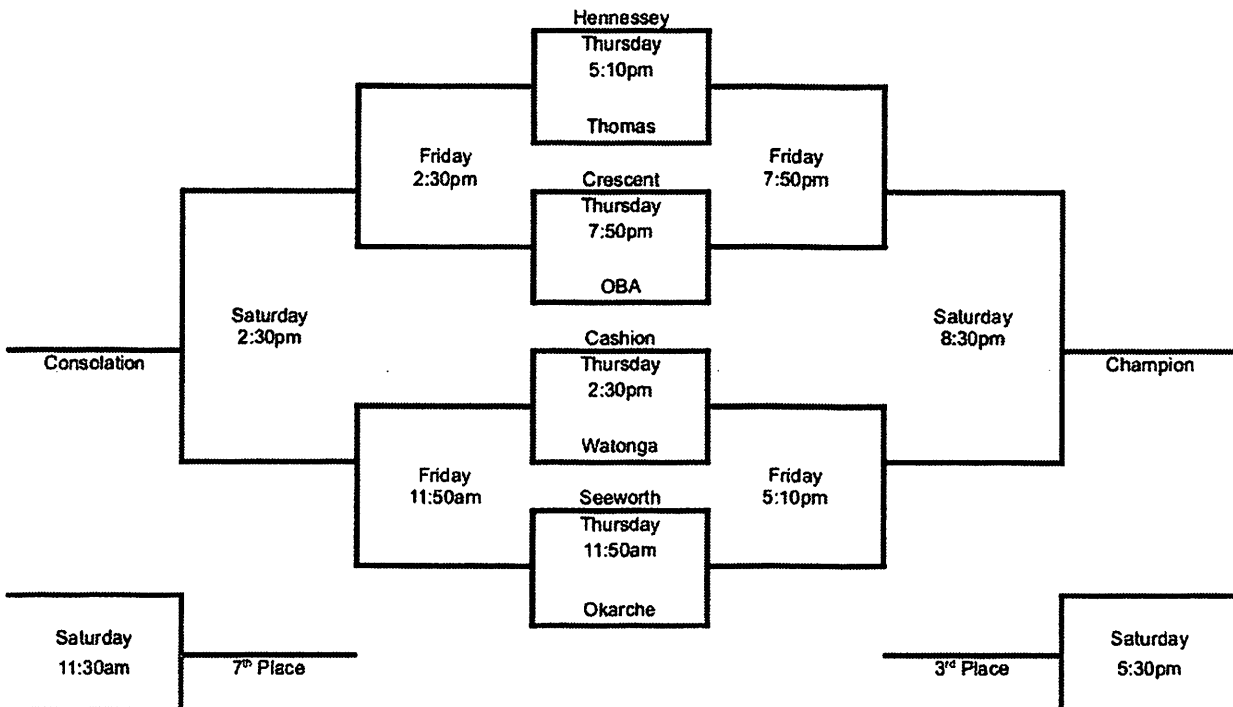 Hennessey
Thursday
5:10pm
Thomas
Friday
2:30pm
Friday
7:50pm
Crescent
Thursday
7:50pm
OBA
Saturday
2:30pm
Saturday
8:30pm
Consolation
Champion
Cashion
Thursday
2:30pm
Watonga
Friday
11:50am
Friday
5:10pm
Seeworth
Thursday
11:50am
Okarche
Saturday
11:30am
7th Place
3rd Place
Saturday
5:30pm